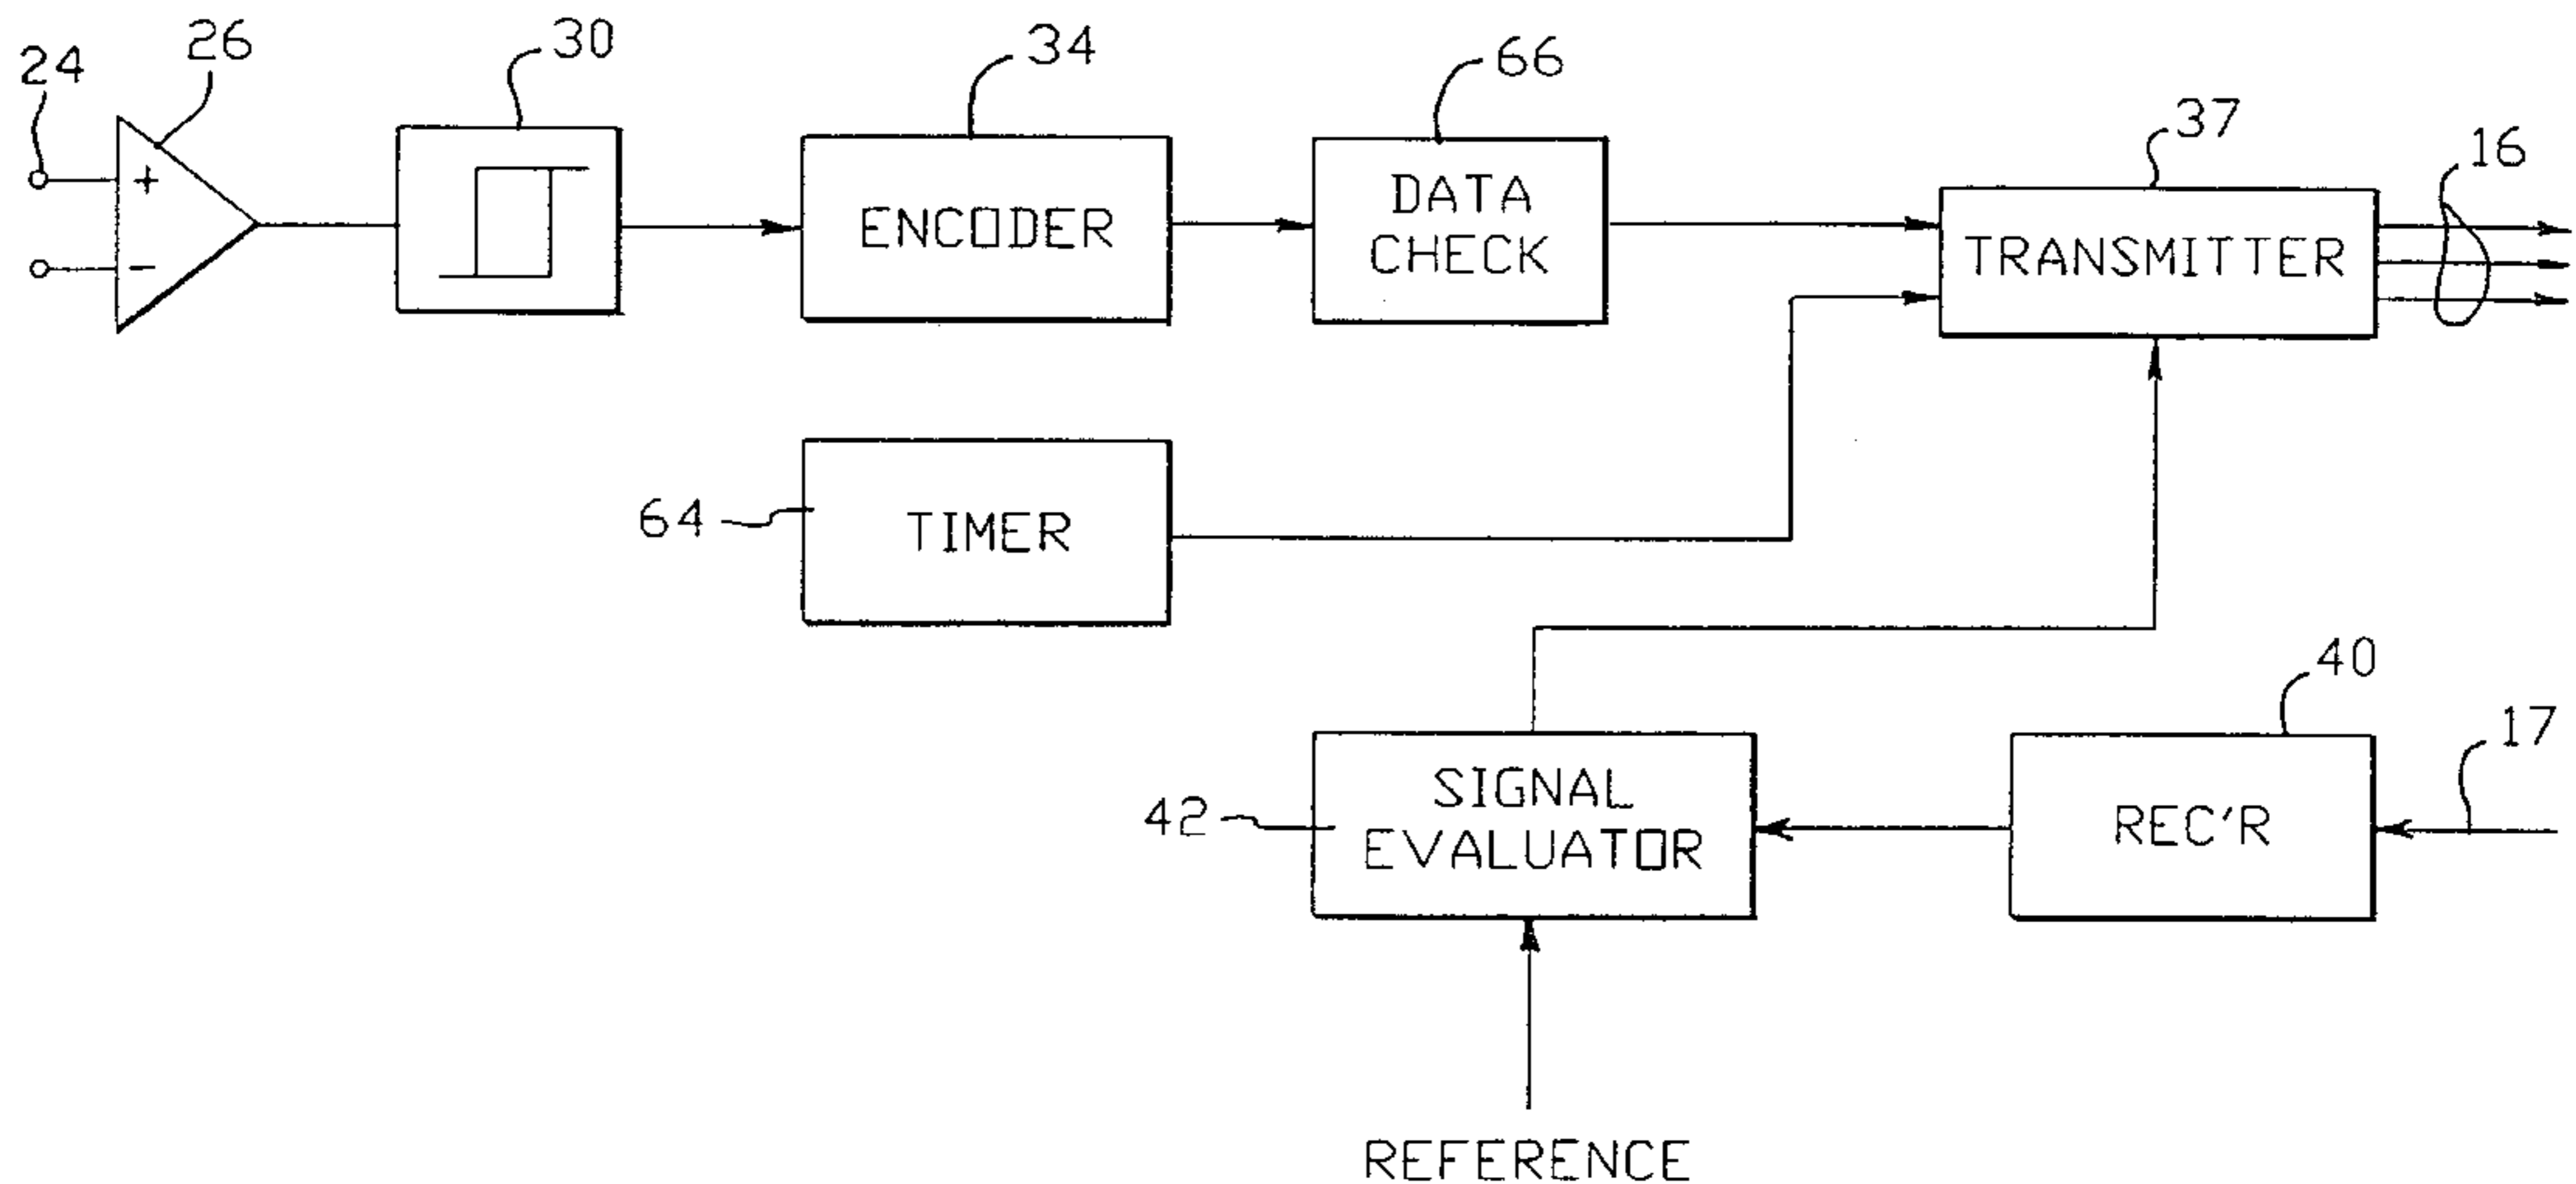 24
26
30
34
66
37
16
+
−
ENCODER
DATA
CHECK
TRANSMITTER
64
TIMER
40
17
42
SIGNAL
EVALUATOR
REC'R
REFERENCE